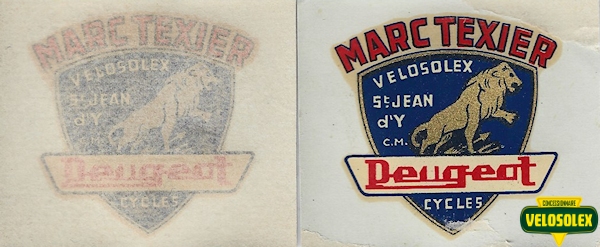 MARC TEXIER
VELOSOLEX
St JEAN
d'Y
Peugeot
CYCLES
MARC TEXIER
VELOSOLEX
St JEAN
d'Y
C.M.
Peugeot
CYCLES
CONCESSIONNAIRE
VELOSOLEX